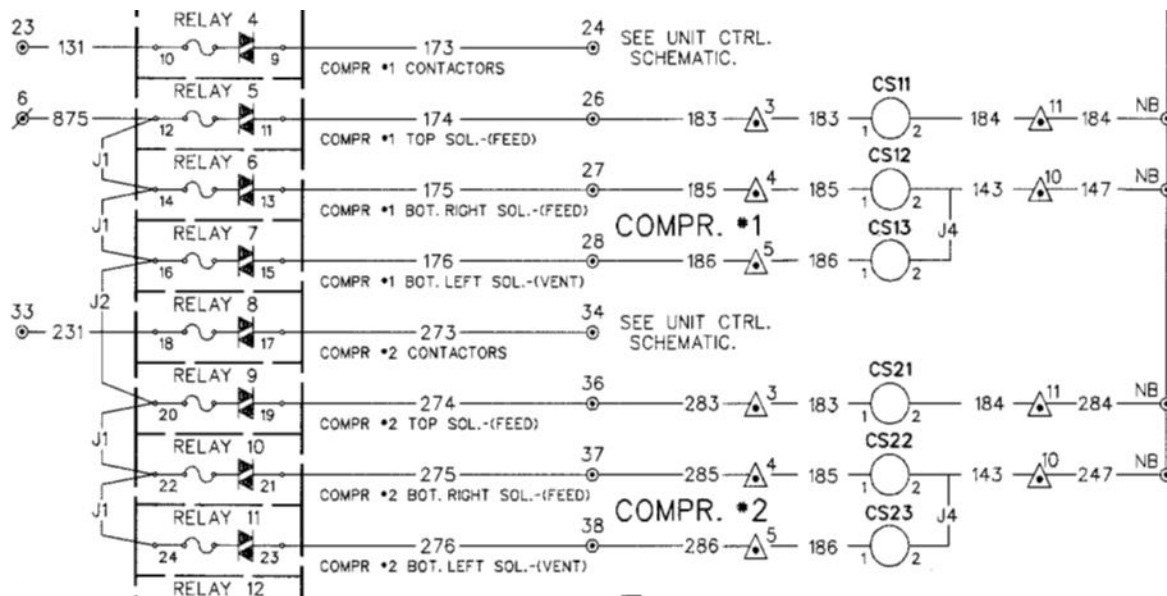 23 131 10 RELAY 4 9 173 24 SEE UNIT CTRL.
COMPR #1 CONTACTORS SCHEMATIC.
6 875 12 RELAY 5 11 174 26 183 3 183 1 CS11 2 184 11 184 NB
COMPR #1 TOP SOL.-(FEED)
J1
14 RELAY 6 13 175 27 185 4 185 1 CS12 2 143 10 147 NB
COMPR #1 BOT. RIGHT SOL.-(FEED)
COMPR. #1
J1 J4
16 RELAY 7 15 176 28 186 5 186 1 CS13 2
COMPR #1 BOT. LEFT SOL.-(VENT)
J2
33 231 18 RELAY 8 17 273 34 SEE UNIT CTRL.
COMPR #2 CONTACTORS SCHEMATIC.
20 RELAY 9 19 274 36 283 3 183 1 CS21 2 184 11 284 NB
COMPR #2 TOP SOL.-(FEED)
J1
22 RELAY 10 21 275 37 285 4 185 1 CS22 2 143 10 247 NB
COMPR #2 BOT. RIGHT SOL.-(FEED)
COMPR. #2
J1 J4
24 RELAY 11 23 276 38 286 5 186 1 CS23 2
COMPR #2 BOT. LEFT SOL.-(VENT)
RELAY 12